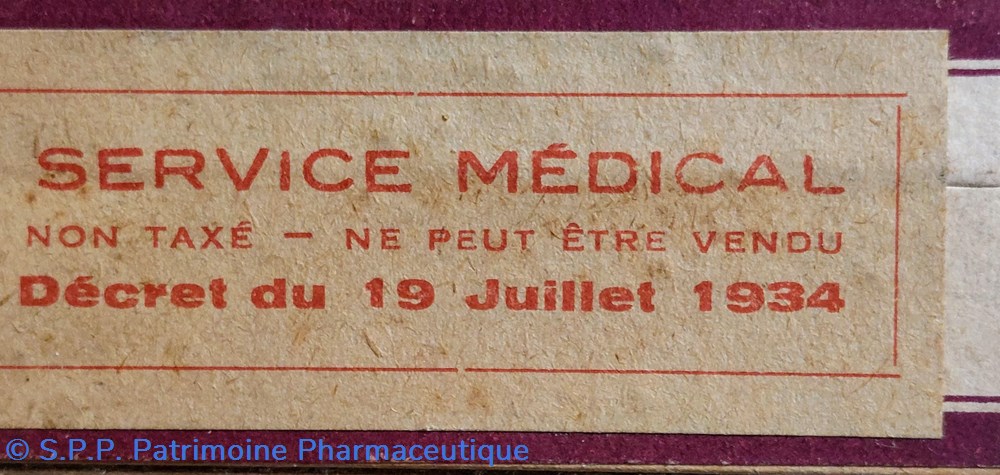 SERVICE MÉDICAL
NON TAXÉ — NE PEUT ÊTRE VENDU
Décret du 19 Juillet 1934
© S.P.P. Patrimoine Pharmaceutique